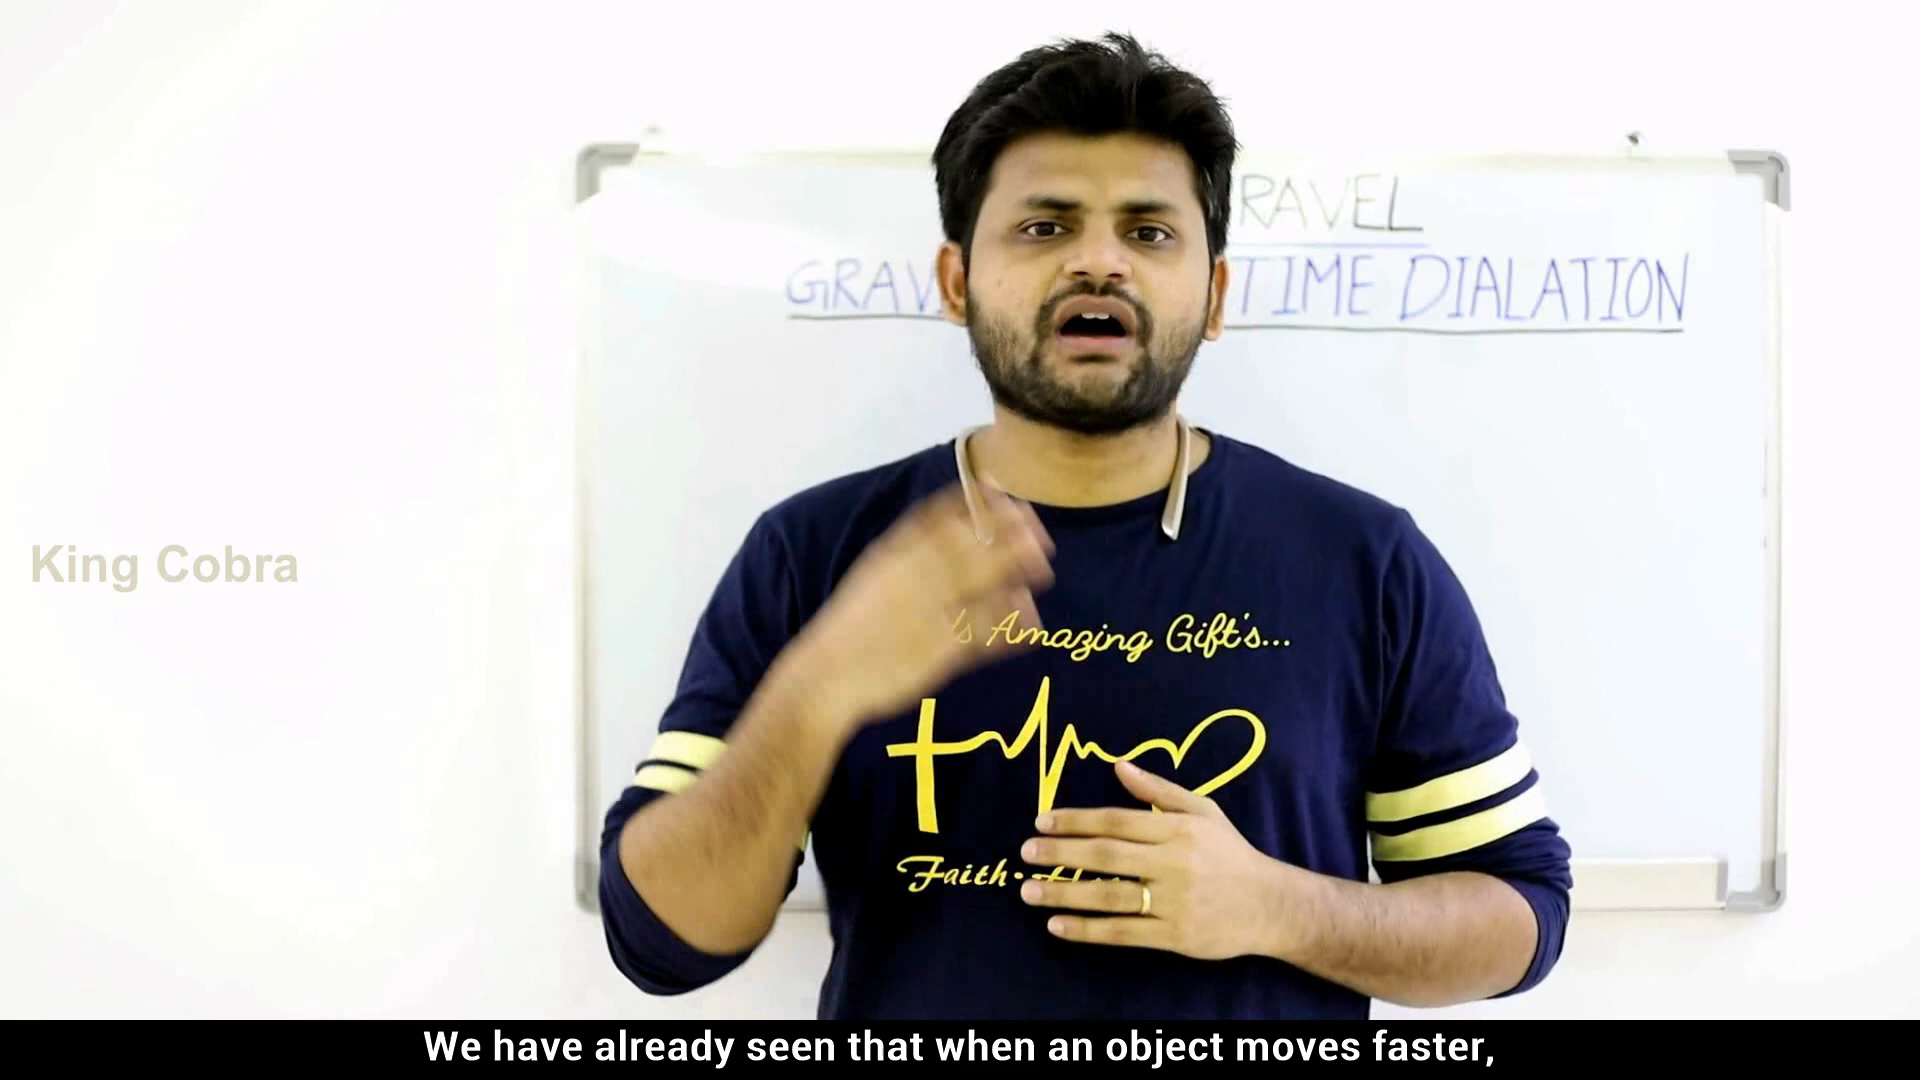 RAVEL
GRAV TIME DIALATION
King Cobra
's Amazing Gift's...
Faith·
We have already seen that when an object moves faster,